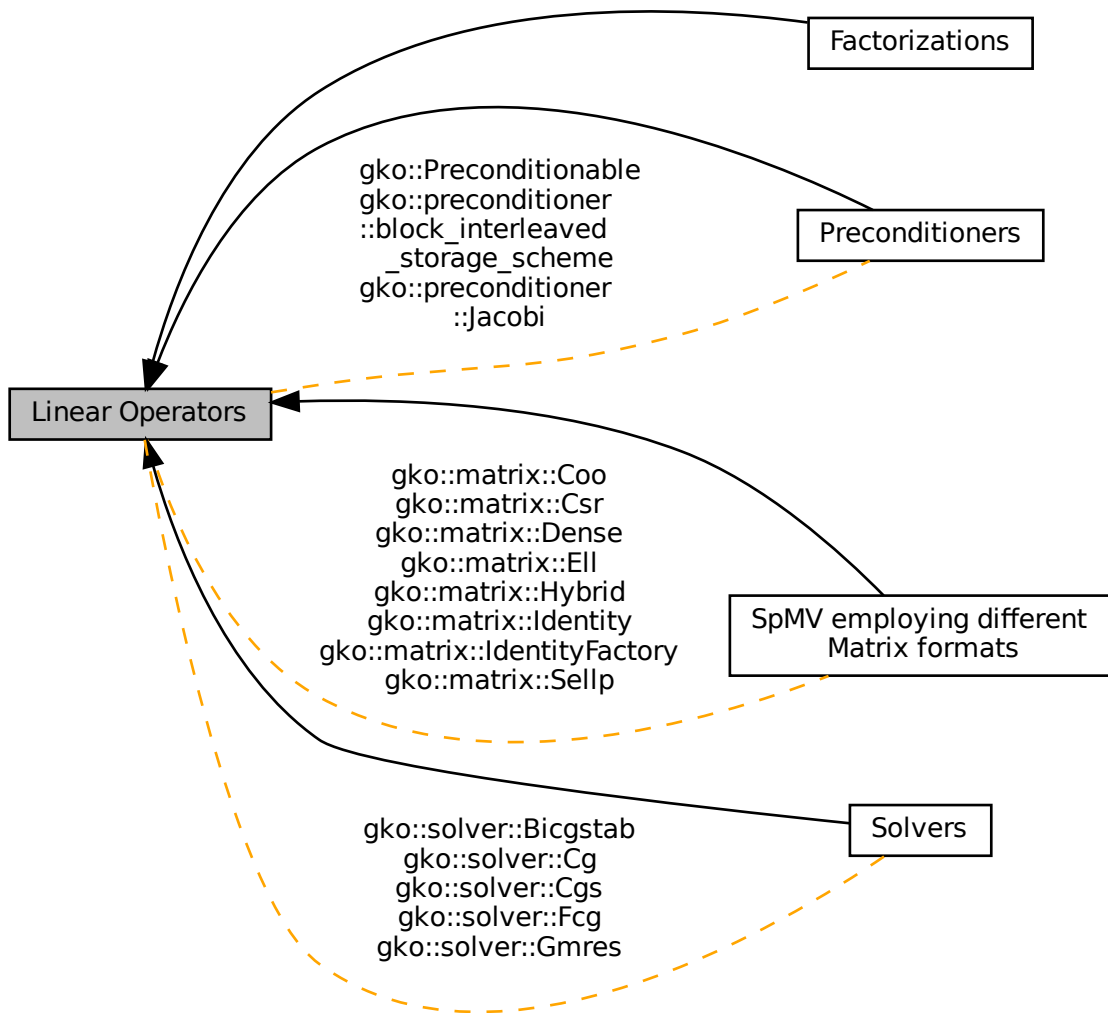 Factorizations
gko::Preconditionable
gko::preconditioner
::block_interleaved
_storage_scheme
gko::preconditioner
::Jacobi
Preconditioners
Linear Operators
gko::matrix::Coo
gko::matrix::Csr
gko::matrix::Dense
gko::matrix::Ell
gko::matrix::Hybrid
gko::matrix::Identity
gko::matrix::IdentityFactory
gko::matrix::Sellp
SpMV employing different
Matrix formats
gko::solver::Bicgstab
gko::solver::Cg
gko::solver::Cgs
gko::solver::Fcg
gko::solver::Gmres
Solvers